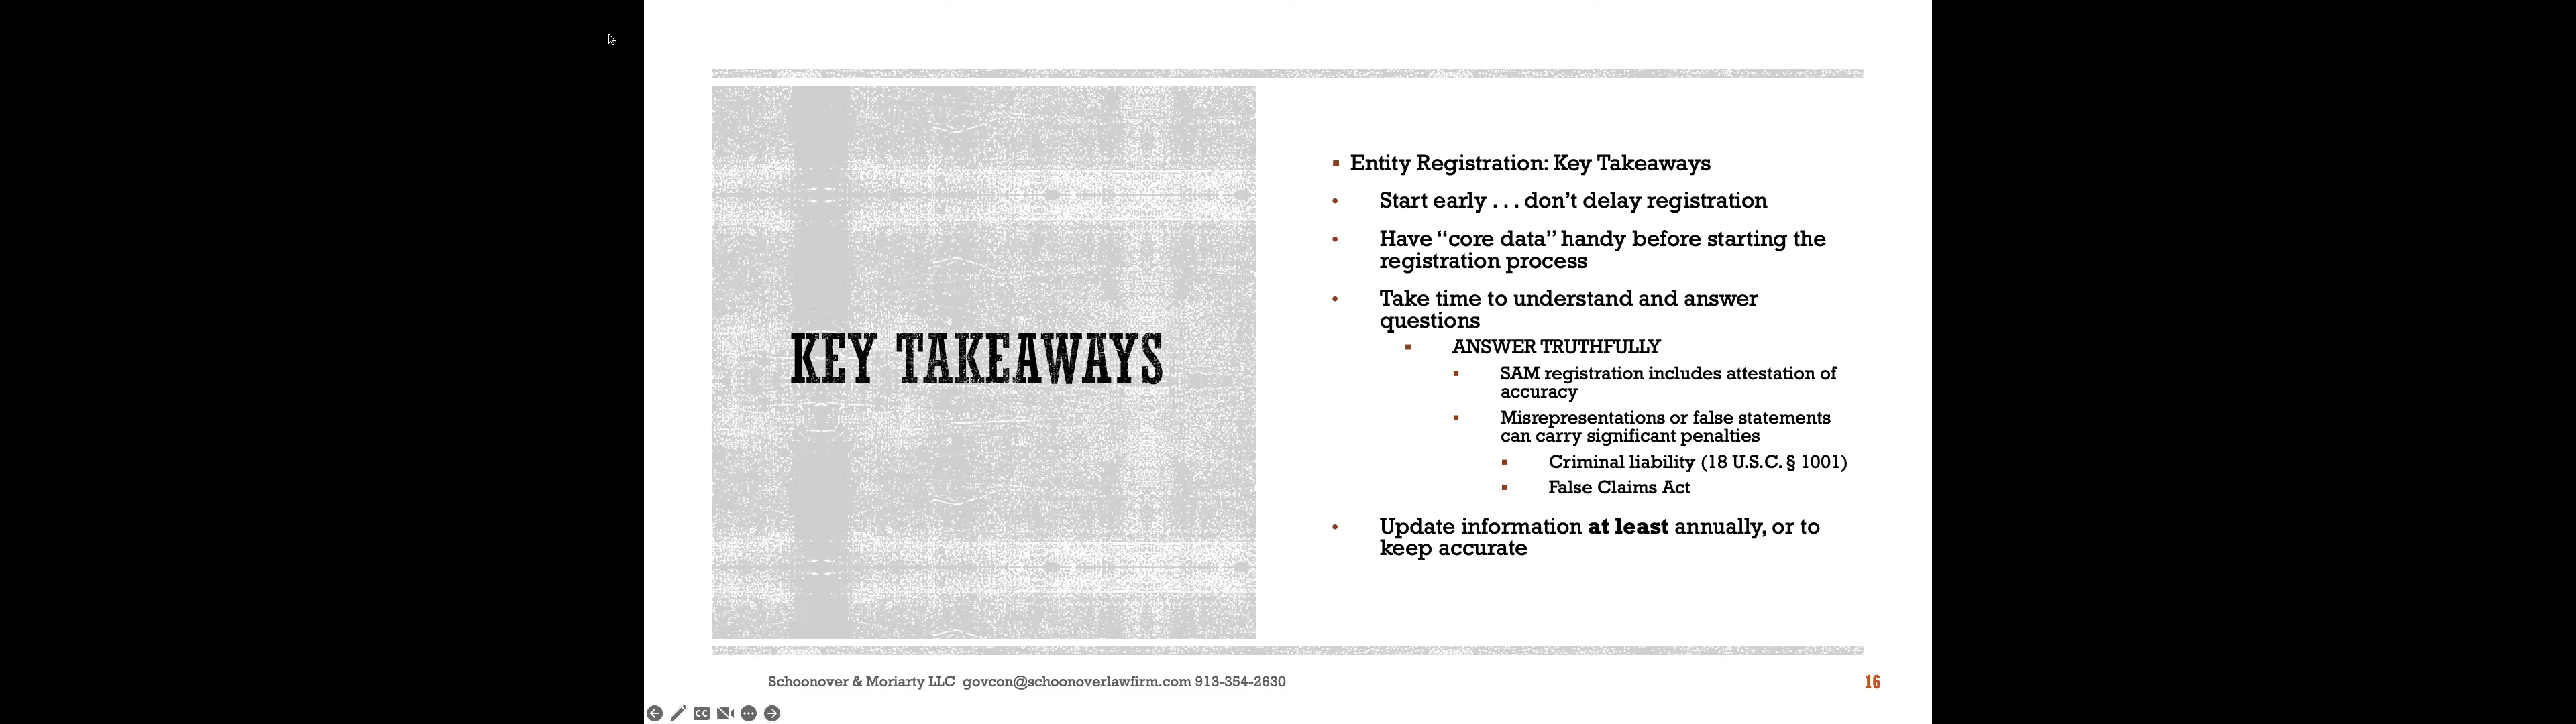 KEY TAKEAWAYS
Entity Registration: Key Takeaways
Start early . . . don’t delay registration
Have “core data” handy before starting the
registration process
Take time to understand and answer
questions
ANSWER TRUTHFULLY
SAM registration includes attestation of
accuracy
Misrepresentations or false statements
can carry significant penalties
Criminal liability (18 U.S.C. § 1001)
False Claims Act
Update information at least annually, or to
keep accurate
Schoonover & Moriarty LLC govcon@schoonoverlawfirm.com 913-354-2630
16
CC